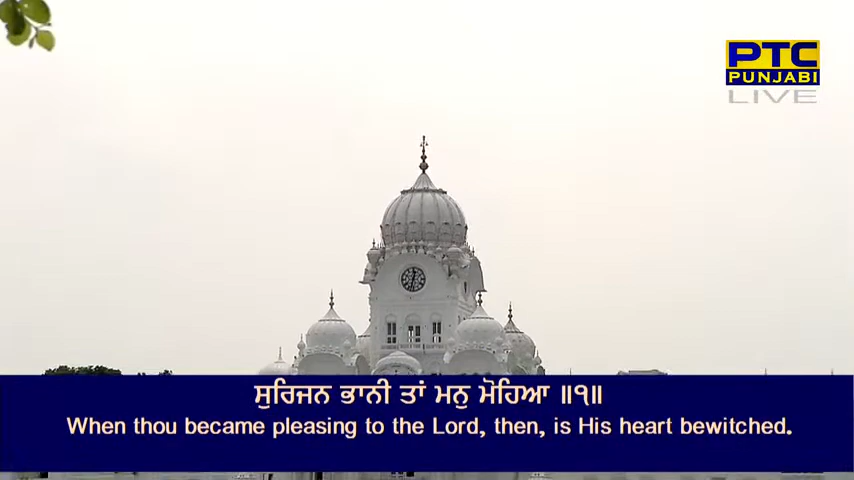 PTC
PUNJABI
LIVE
ਸੁਰਿਜਨ ਭਾਨੀ ਤਾਂ ਮਨੁ ਮੋਹਿਆ ॥੧॥
When thou became pleasing to the Lord, then, is His heart bewitched.